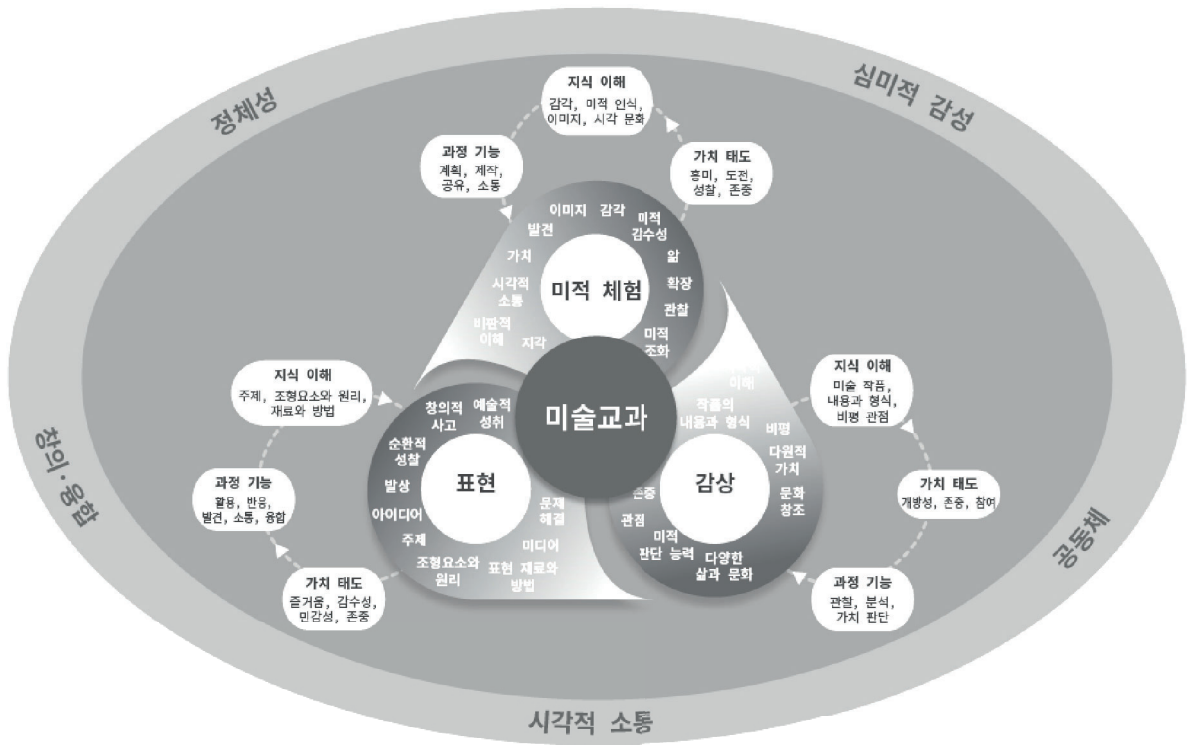 정체성
심미적 감성
지식 이해
감각, 미적 인식,
이미지, 시각 문화
과정 기능
계획, 제작,
공유, 소통
가치 태도
흥미, 도전,
성찰, 존중
이미지
감각
미적
김수성
발견
가치
앎
시각적
소통
확장
관찰
비판적
이해
지각
미적
조화
미적 체험
미술교과
지식 이해
주제, 조형요소와 원리,
재료와 방법
과정 기능
활용, 반응,
발견, 소통, 융합
가치 태도
즐거움, 감수성,
민감성, 존중
창의적
사고
예술적
성취
순환적
성찰
발상
아이디어
주제
조형요소와
원리
표현 재료와
방법
미디어
문제
해결
표현
이해
작품의
내용과 형식
비평
다원적
가치
문화
창조
존중
관점
미적
판단 능력
다양한
삶과 문화
감상
지식 이해
미술 작품,
내용과 형식,
비평 관점
가치 태도
개방성, 존중, 참여
과정 기능
관찰, 분석,
가치 판단
창의·융합
공동체
시각적 소통